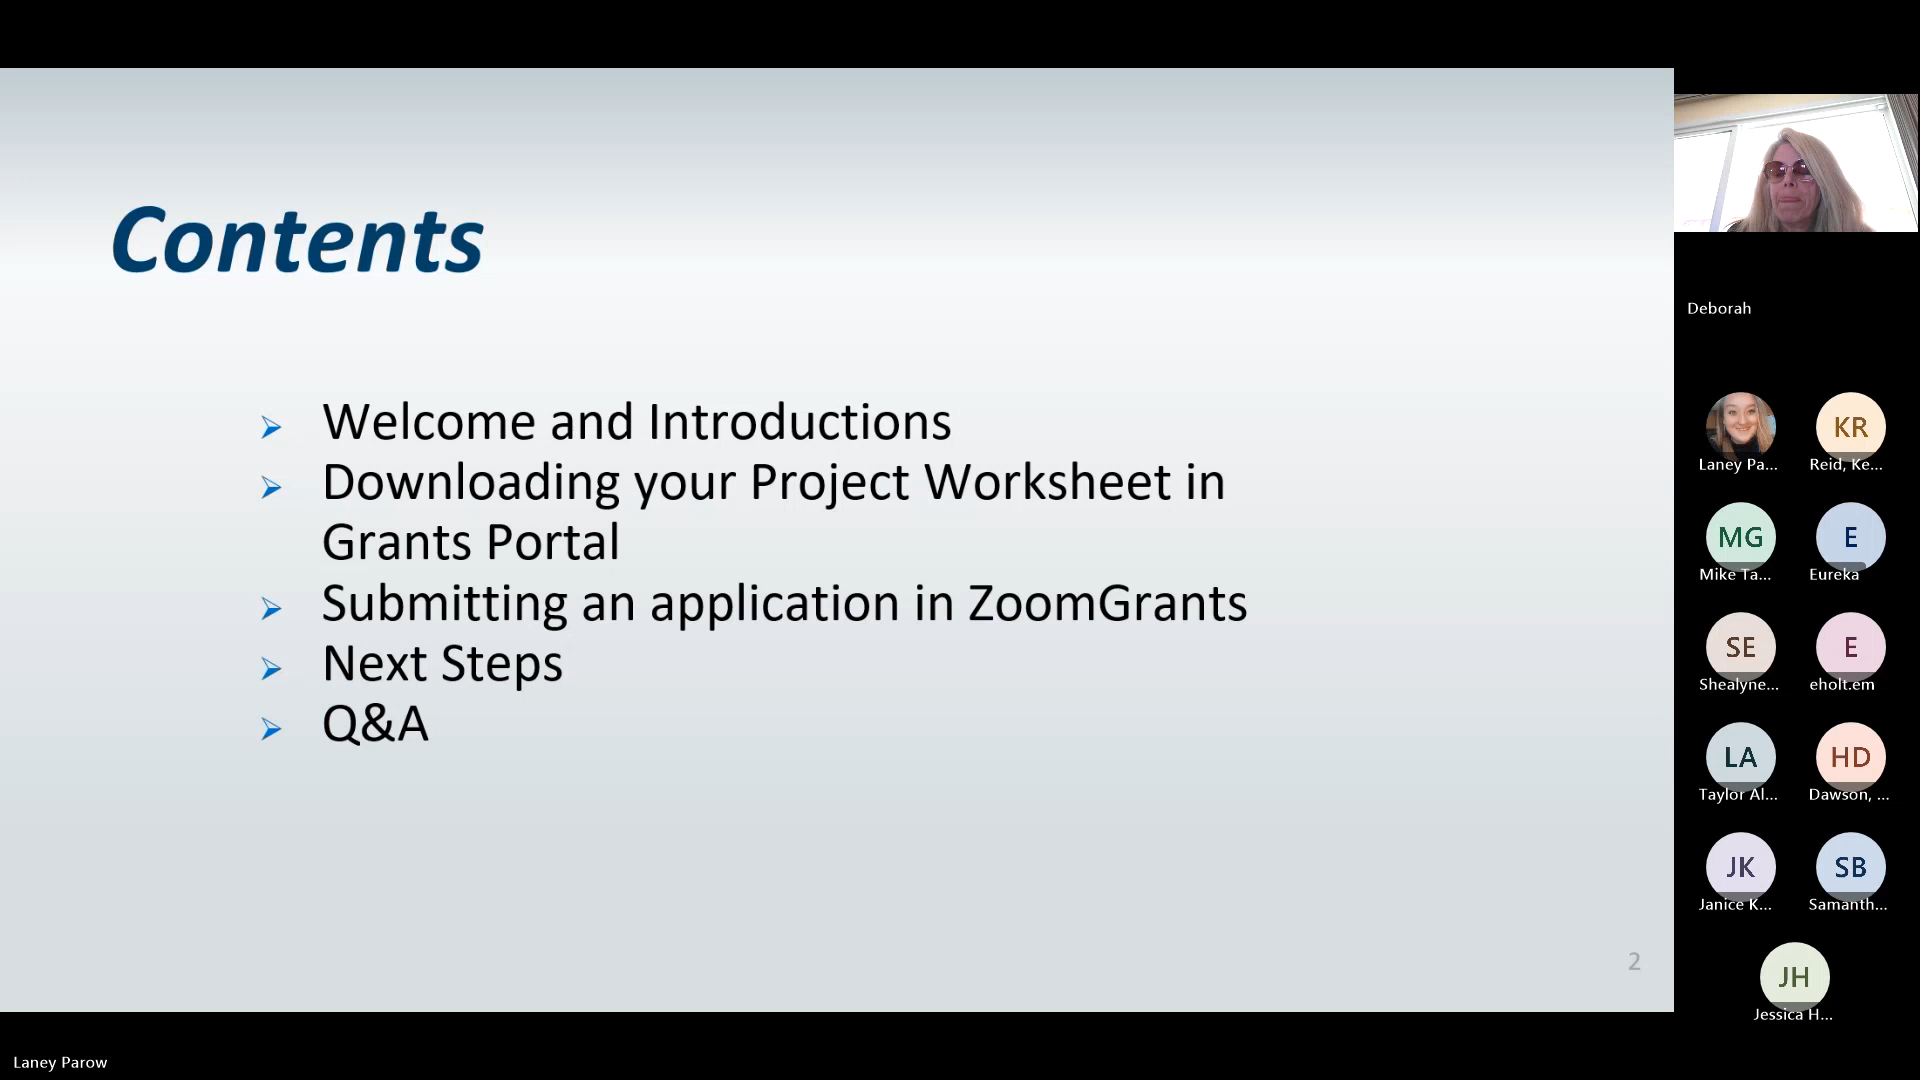 Contents
Welcome and Introductions
Downloading your Project Worksheet in
Grants Portal
Submitting an application in ZoomGrants
Next Steps
Q&A
2
Deborah
Laney Pa...
KR
Reid, Ke...
MG
Mike Ta...
E
Eureka
SE
Shealyne...
E
eholt.em
LA
Taylor Al...
HD
Dawson, ...
JK
Janice K...
SB
Samanth...
JH
Jessica H...
Laney Parow